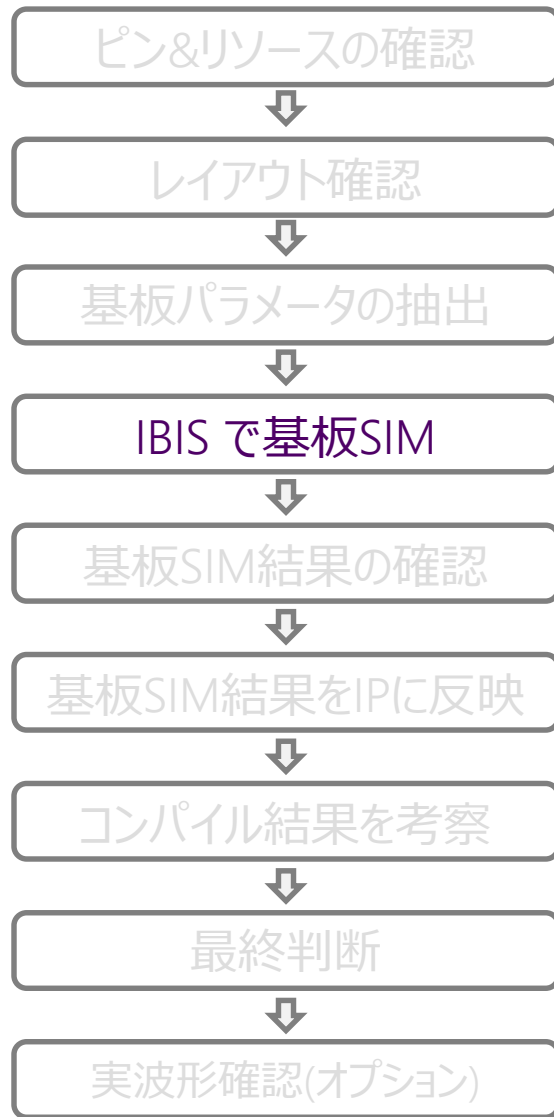 ピン&リソースの確認
レイアウト確認
基板パラメータの抽出
IBIS で基板SIM
基板SIM結果の確認
基板SIM結果をIPに反映
コンパイル結果を考察
最終判断
実波形確認(オプション)